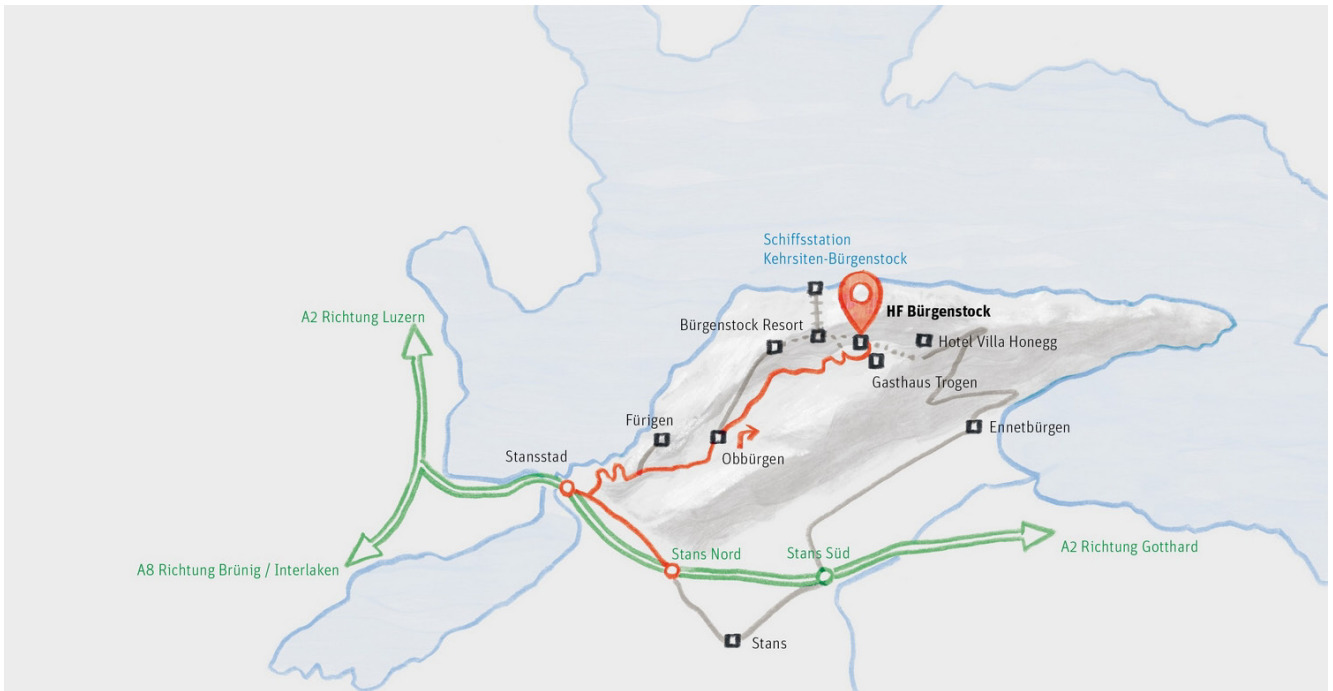 Schiffsstation
Kehrsiten-Bürgenstock
HF Bürgenstock
A2 Richtung Luzern
Bürgenstock Resort
Hotel Villa Honegg
Gasthaus Trogen
Fürigen
Ennetbürgen
Stansstad
Obbürgen
Stans Nord
Stans Süd
A2 Richtung Gotthard
A8 Richtung Brünig / Interlaken
Stans